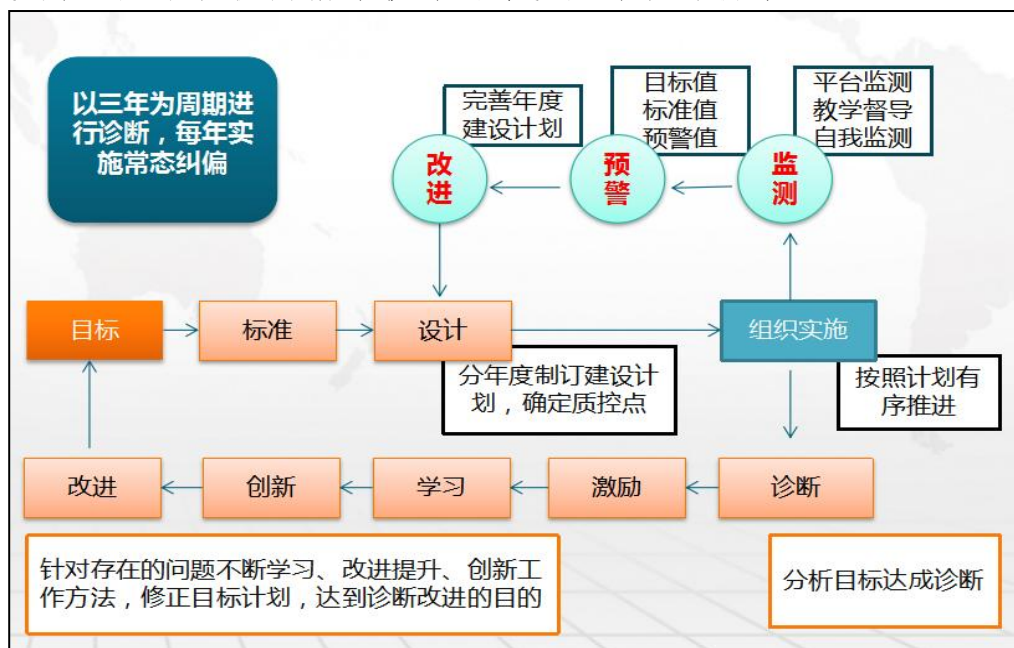 以三年为周期进
行诊断，每年实
施常态纠偏
完善年度
建设计划
目标值
标准值
预警值
平台监测
教学督导
自我监测
改
进
预
警
监
测
目标
标准
设计
组织实施
分年度制订建设计
划，确定质控点
按照计划有
序推进
改进
创新
学习
激励
诊断
针对存在的问题不断学习、改进提升、创新工
作方法，修正目标计划，达到诊断改进的目的
分析目标达成诊断